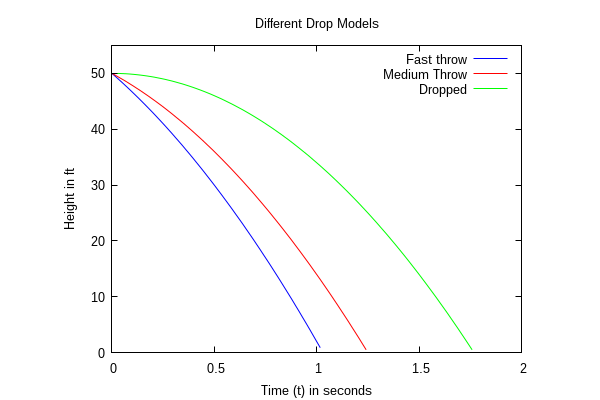 Different Drop Models
Fast throw
Medium Throw
Dropped
50
40
30
20
10
0
Height in ft
0
0.5
1
1.5
2
Time (t) in seconds